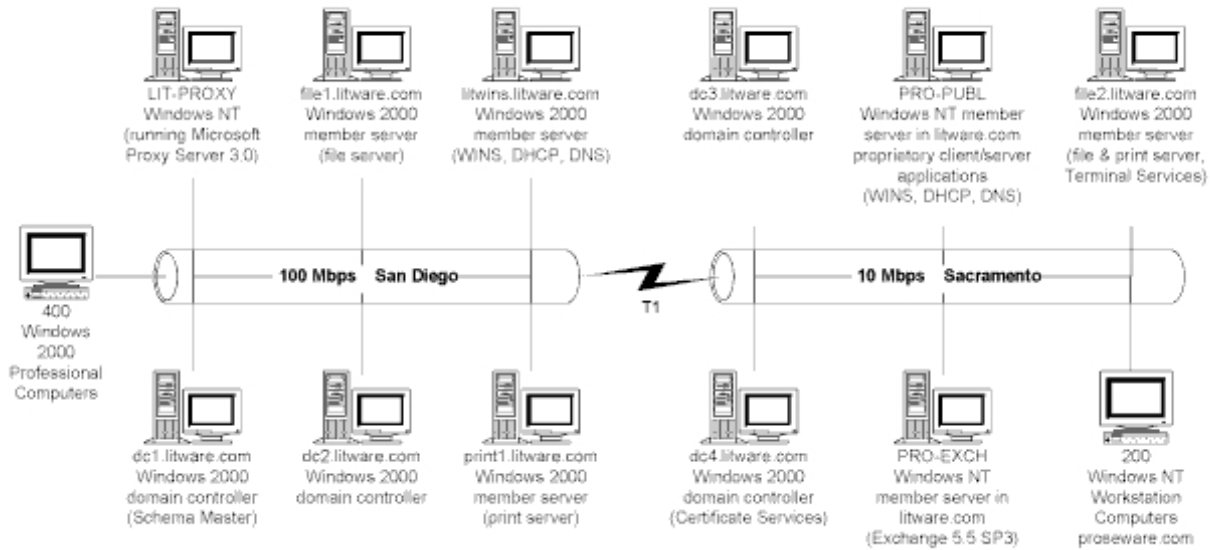 LIT-PROXY
Windows NT
(running Microsoft
Proxy Server 3.0)
file1.litware.com
Windows 2000
member server
(file server)
litwins.litware.com
Windows 2000
member server
(WINS, DHCP, DNS)
dc3.litware.com
Windows 2000
domain controller
PRO-PUBL
Windows NT member
server in litware.com
proprietory client/server
applications
(WINS, DHCP, DNS)
file2.litware.com
Windows 2000
member server
(file & print server,
Terminal Services)
400
Windows
2000
Professional
Computers
100 Mbps San Diego
T1
10 Mbps Sacramento
dc1.litware.com
Windows 2000
domain controller
(Schema Master)
dc2.litware.com
Windows 2000
domain controller
print1.litware.com
Windows 2000
member server
(print server)
dc4.litware.com
Windows 2000
domain controller
(Certificate Services)
PRO-EXCH
Windows NT
member server in
litware.com
(Exchange 5.5 SP3)
200
Windows NT
Workstation
Computers
proseware.com